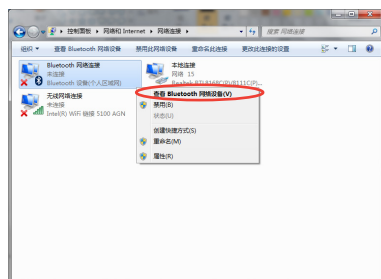 控制面板 ▸ 网络和 Internet ▸ 网络连接 ▸
搜索 网络连接
组织 ▾ 查看 Bluetooth 网络设备 禁用此网络设备 重命名此连接 更改此连接的设置
Bluetooth 网络连接
未连接
Bluetooth 设备(个人区域网)
本地连接
网络 15
Realtek RTL8168C(P)/8111C(P)...
无线网络连接
未连接
Intel(R) WiFi 链接 5100 AGN
查看 Bluetooth 网络设备(V)
禁用(B)
状态(U)
创建快捷方式(S)
重命名(M)
属性(R)